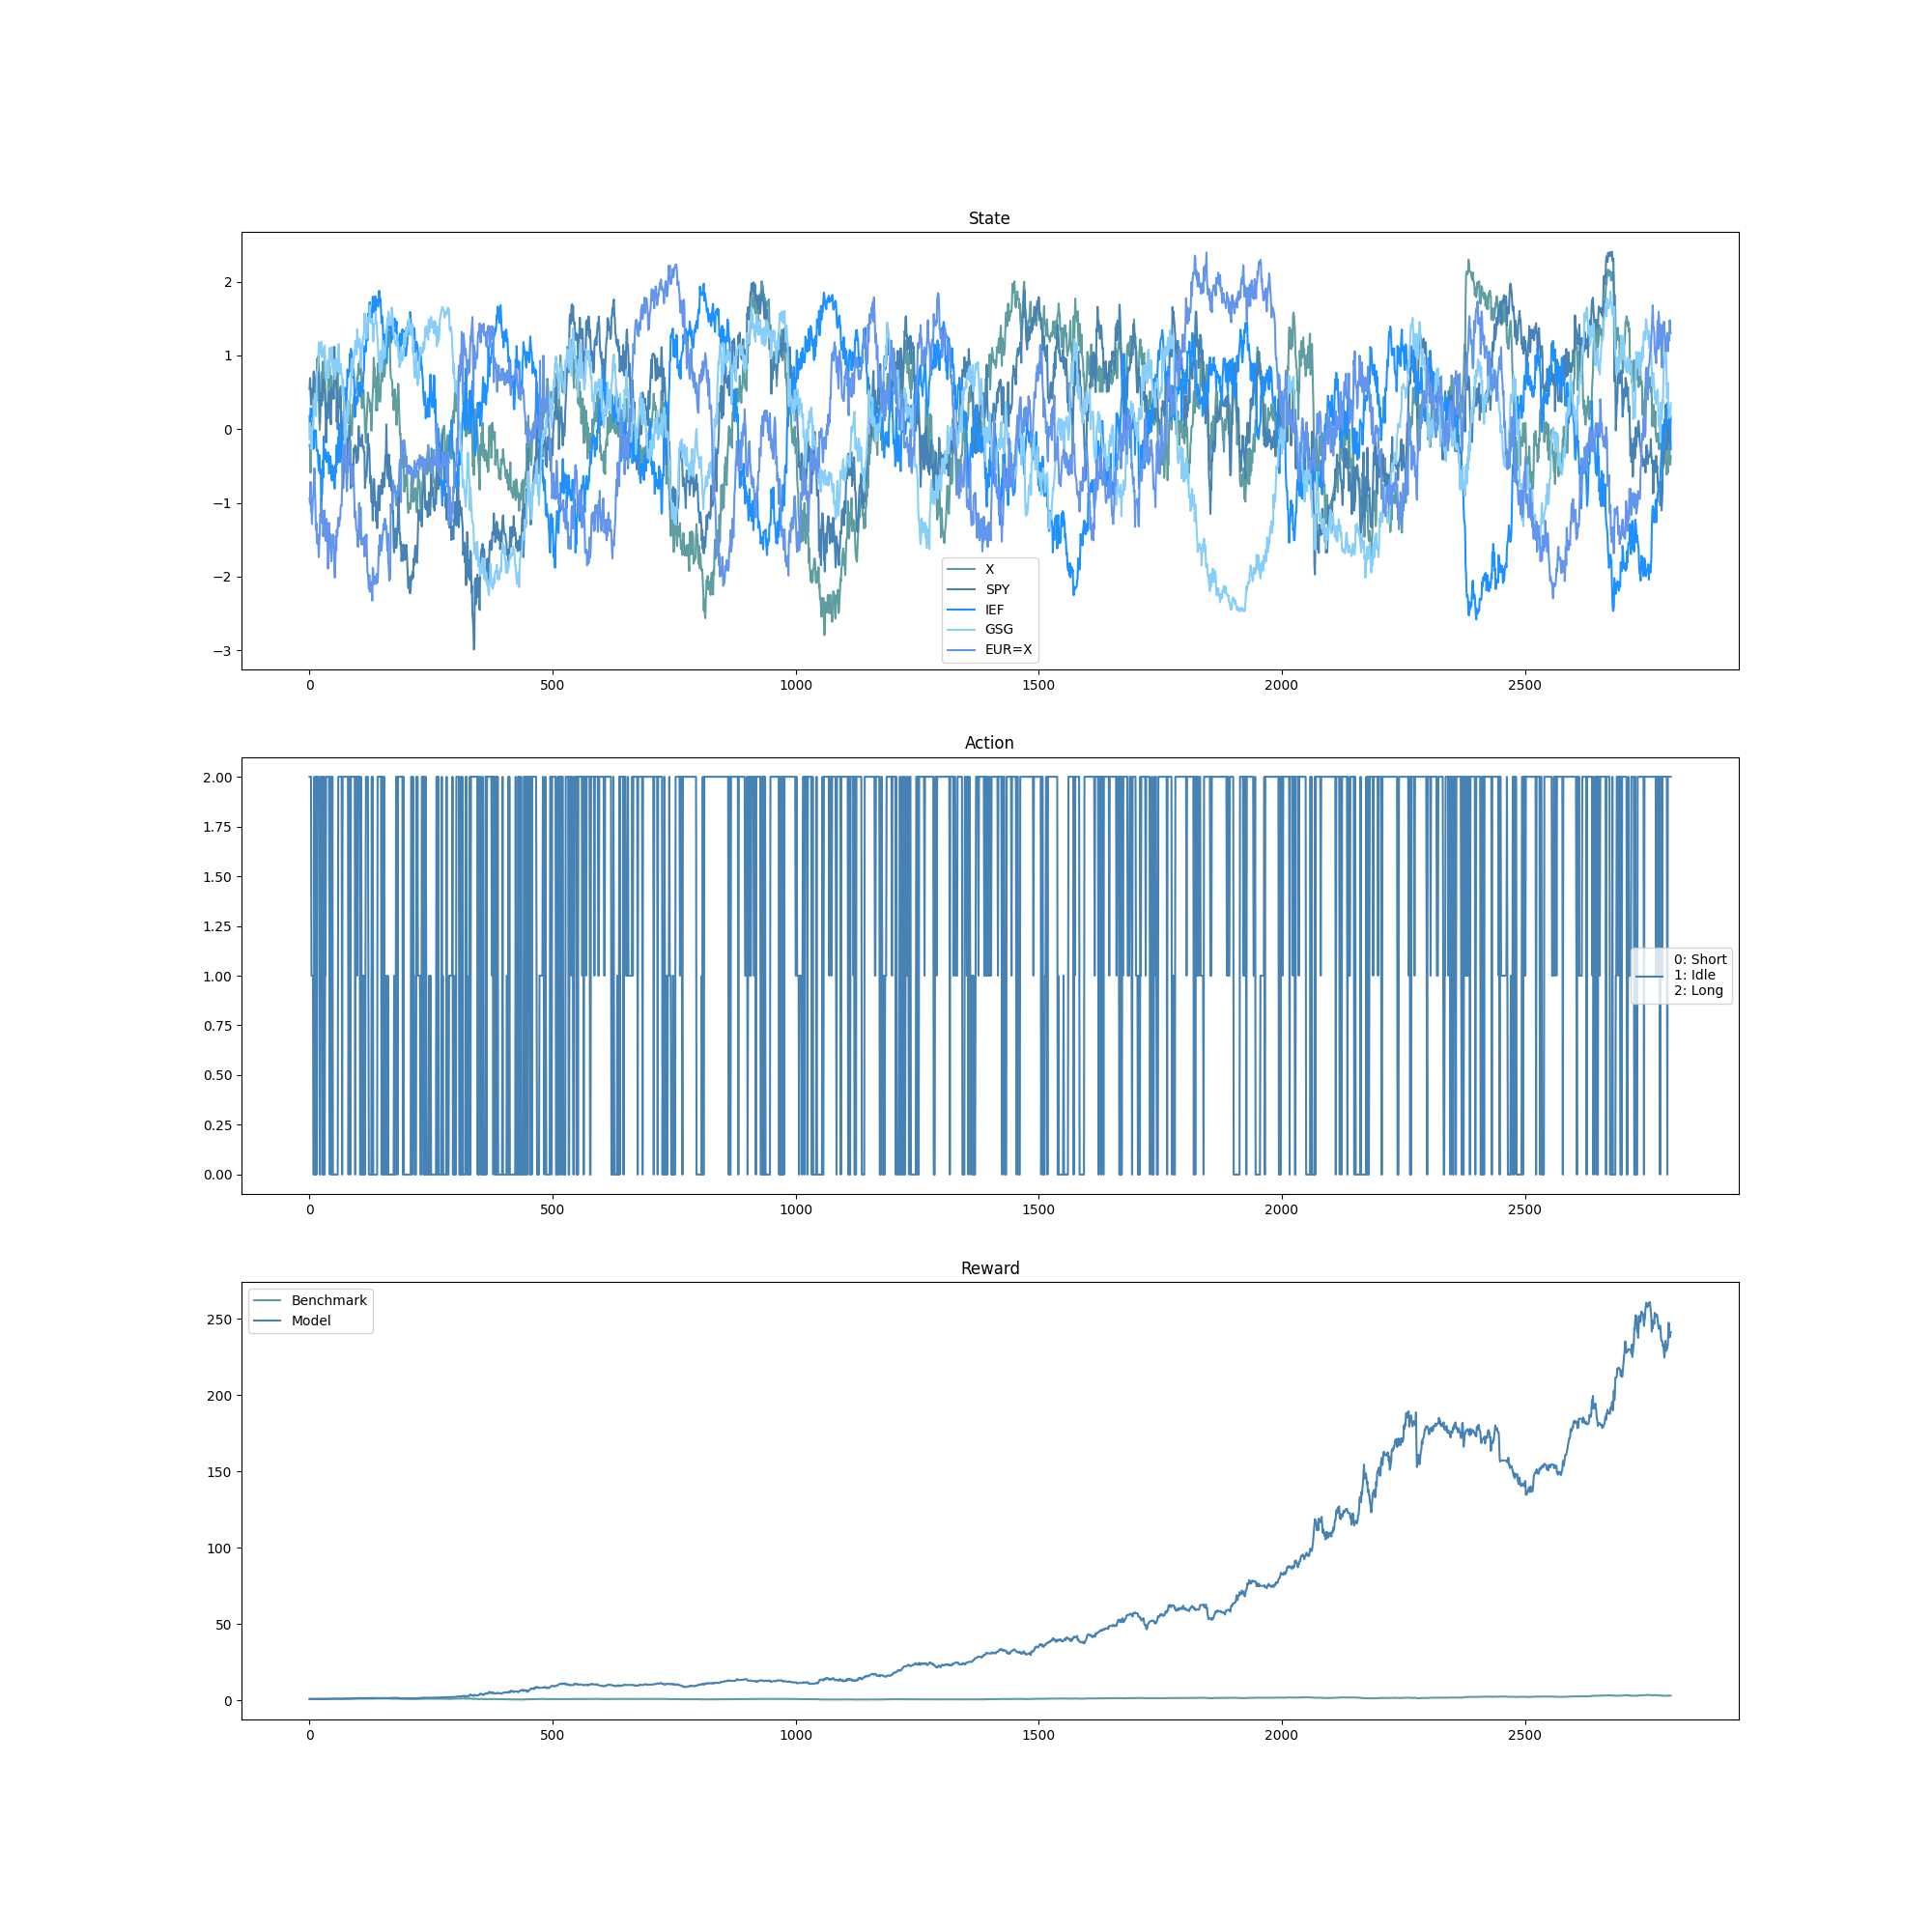 State
2
1
0
−1
−2
−3
X
SPY
IEF
GSG
EUR=X
0 500 1000 1500 2000 2500
Action
2.00
1.75
1.50
1.25
1.00
0.75
0.50
0.25
0.00
0: Short
1: Idle
2: Long
0 500 1000 1500 2000 2500
Reward
Benchmark
Model
250
200
150
100
50
0
0 500 1000 1500 2000 2500